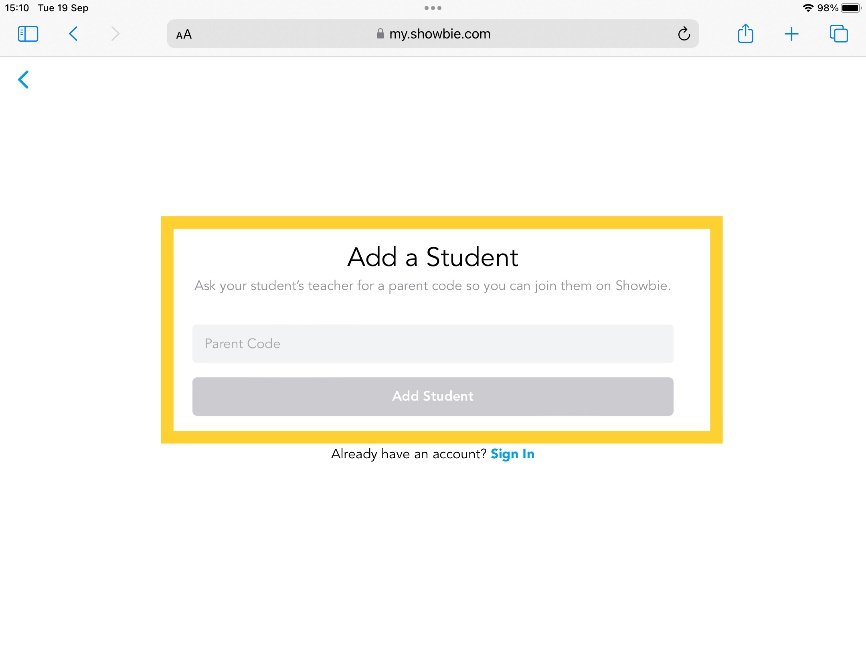 15:10 Tue 19 Sep
98%
AA
my.showbie.com
Add a Student
Ask your student's teacher for a parent code so you can join them on Showbie.
Parent Code
Add Student
Already have an account? Sign In